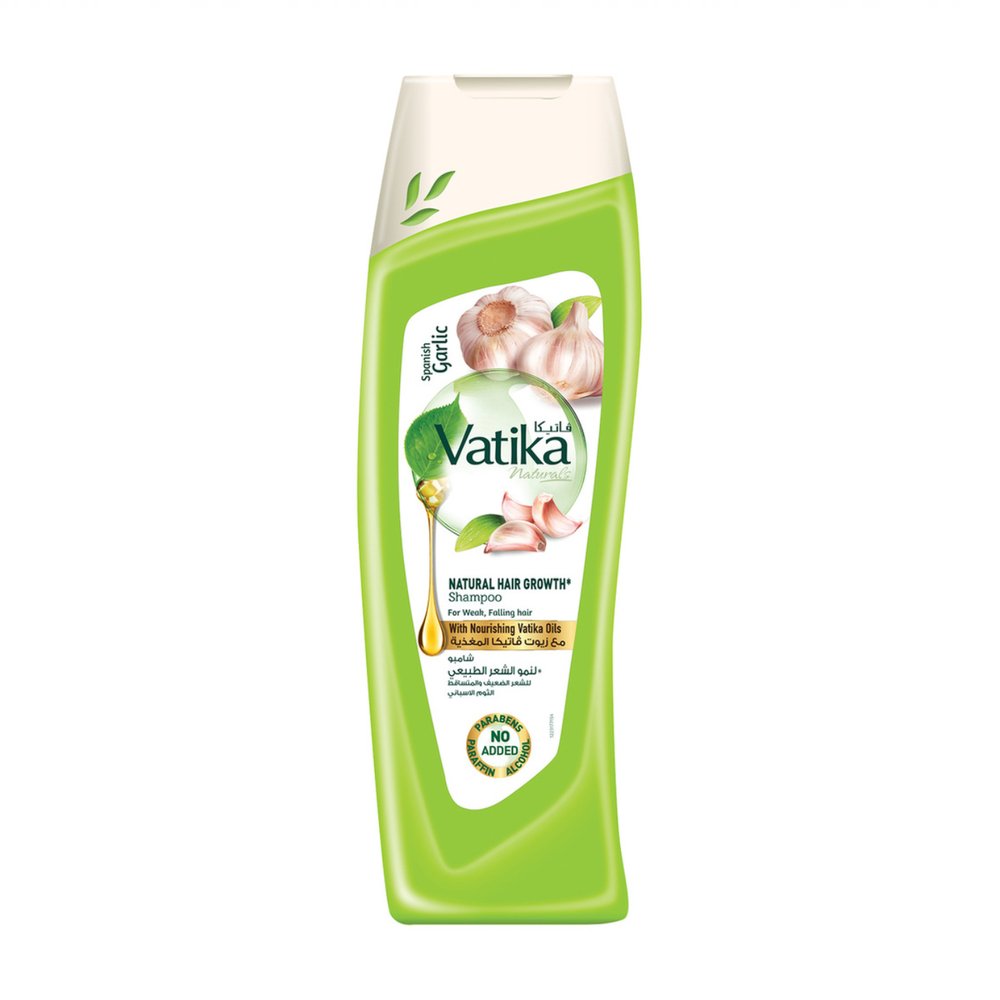 Spanish
Garlic
ڤاتيكا
Vatika
Naturals
NATURAL HAIR GROWTH*
Shampoo
For Weak, Falling hair
With Nourishing Vatika Oils
مع زيوت ڤاتيكا المغذية
شامبو
لنمو الشعر الطبيعي*
للشعر الضعيف والمتساقط
الثوم الاسباني
PARABENS
NO
ADDED
PARAFFIN
ALCOHOL